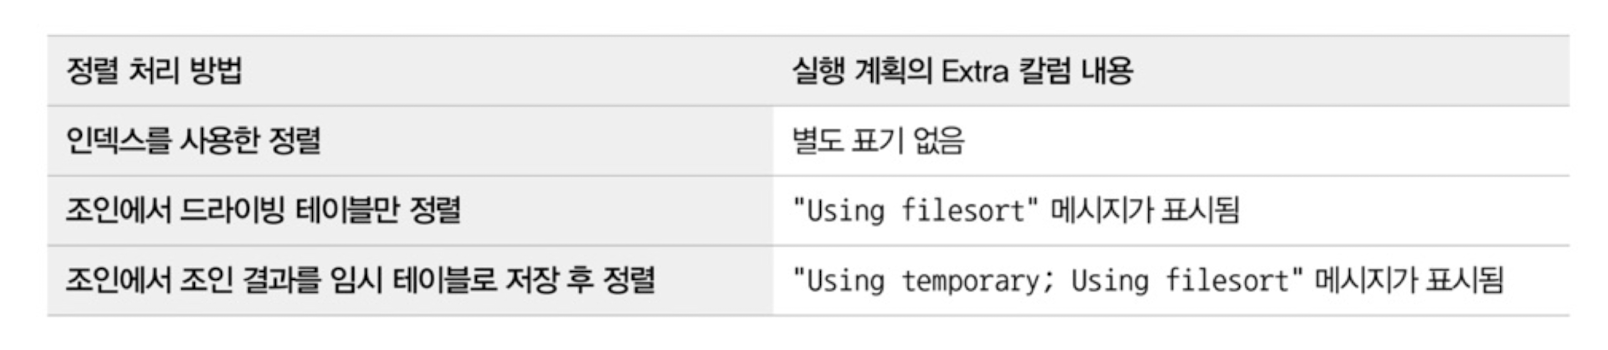 정렬 처리 방법 실행 계획의 Extra 칼럼 내용
인덱스를 사용한 정렬 별도 표기 없음
조인에서 드라이빙 테이블만 정렬 "Using filesort" 메시지가 표시됨
조인에서 조인 결과를 임시 테이블로 저장 후 정렬 "Using temporary; Using filesort" 메시지가 표시됨